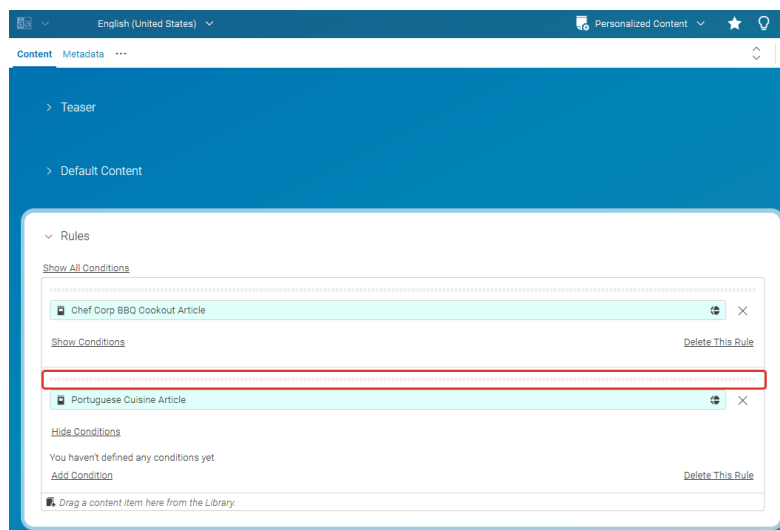 English (United States)
Personalized Content
Content Metadata ...
Teaser
Default Content
Rules
Show All Conditions
Chef Corp BBQ Cookout Article
Show Conditions Delete This Rule
Portuguese Cuisine Article
Hide Conditions
You haven't defined any conditions yet
Add Condition Delete This Rule
Drag a content item here from the Library.